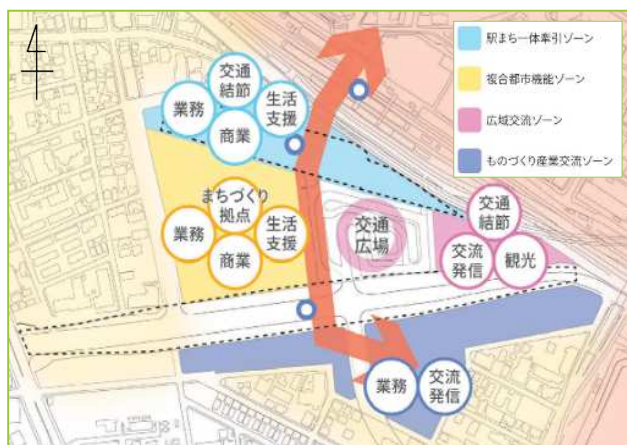 駅まち一体牽引ゾーン
複合都市機能ゾーン
広域交流ゾーン
ものづくり産業交流ゾーン
交通
結節
業務
生活
支援
商業
まちづくり
拠点
業務
生活
支援
商業
交通
広場
交通
結節
交流
発信
観光
業務
交流
発信